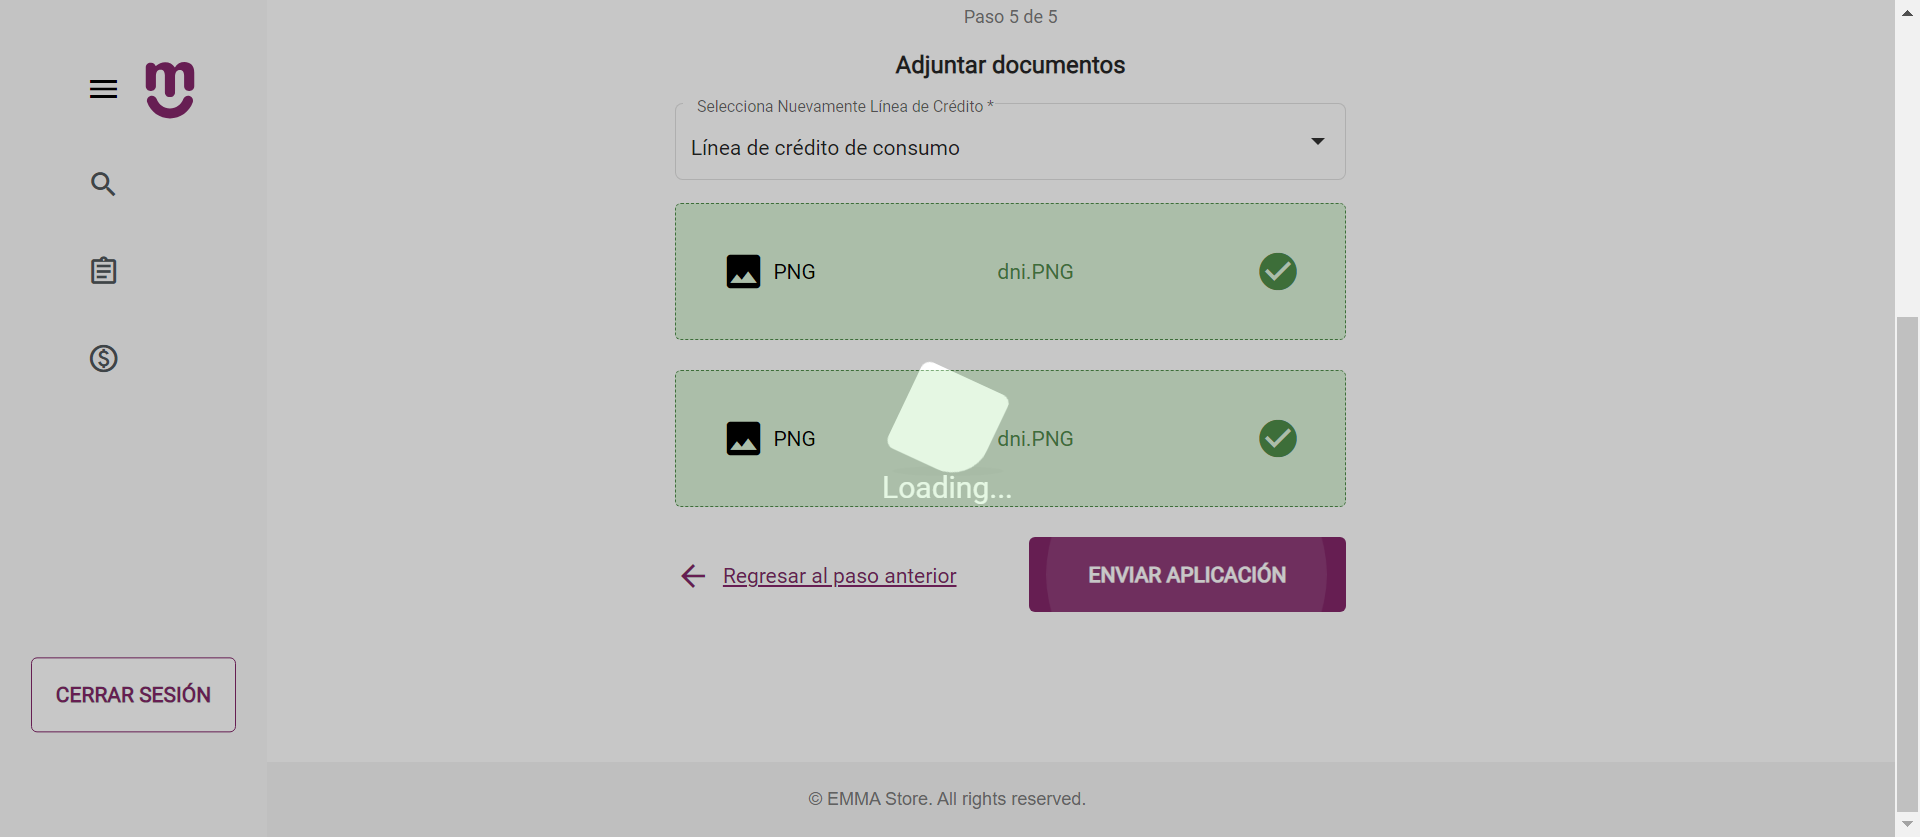 Paso 5 de 5
Adjuntar documentos
Selecciona Nuevamente Línea de Crédito *
Línea de crédito de consumo
PNG dni.PNG
PNG dni.PNG
Loading...
Regresar al paso anterior
ENVIAR APLICACIÓN
CERRAR SESIÓN
© EMMA Store. All rights reserved.